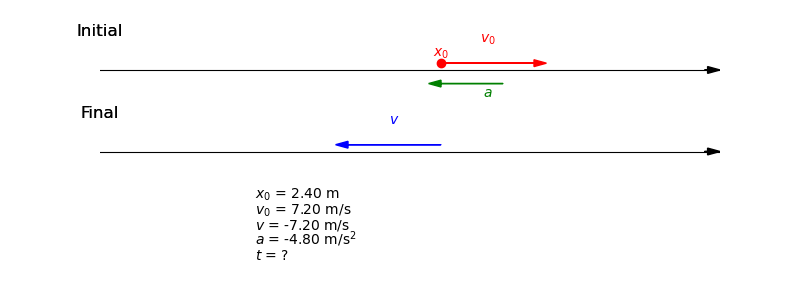 Initial
v₀
x₀
a
Final
v
x₀ = 2.40 m
v₀ = 7.20 m/s
v = -7.20 m/s
a = -4.80 m/s²
t = ?